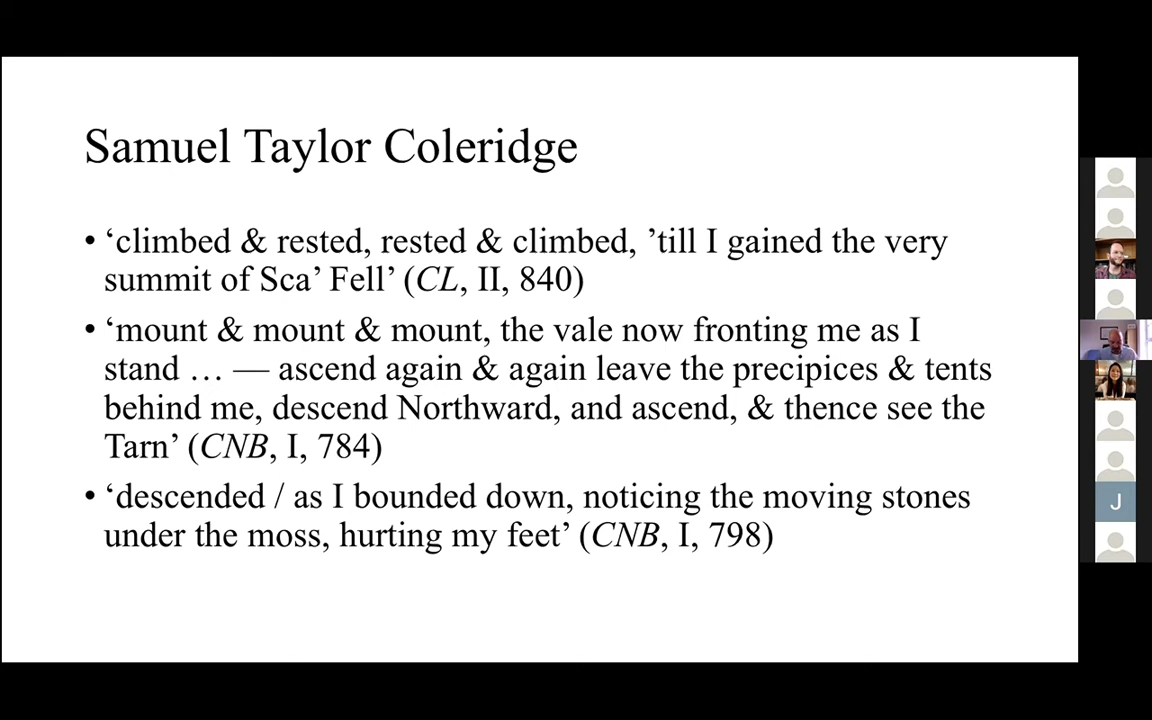 Samuel Taylor Coleridge
• ‘climbed & rested, rested & climbed, ’till I gained the very
summit of Sca’ Fell’ (CL, II, 840)
• ‘mount & mount & mount, the vale now fronting me as I
stand … — ascend again & again leave the precipices & tents
behind me, descend Northward, and ascend, & thence see the
Tarn’ (CNB, I, 784)
• ‘descended / as I bounded down, noticing the moving stones
under the moss, hurting my feet’ (CNB, I, 798)
J